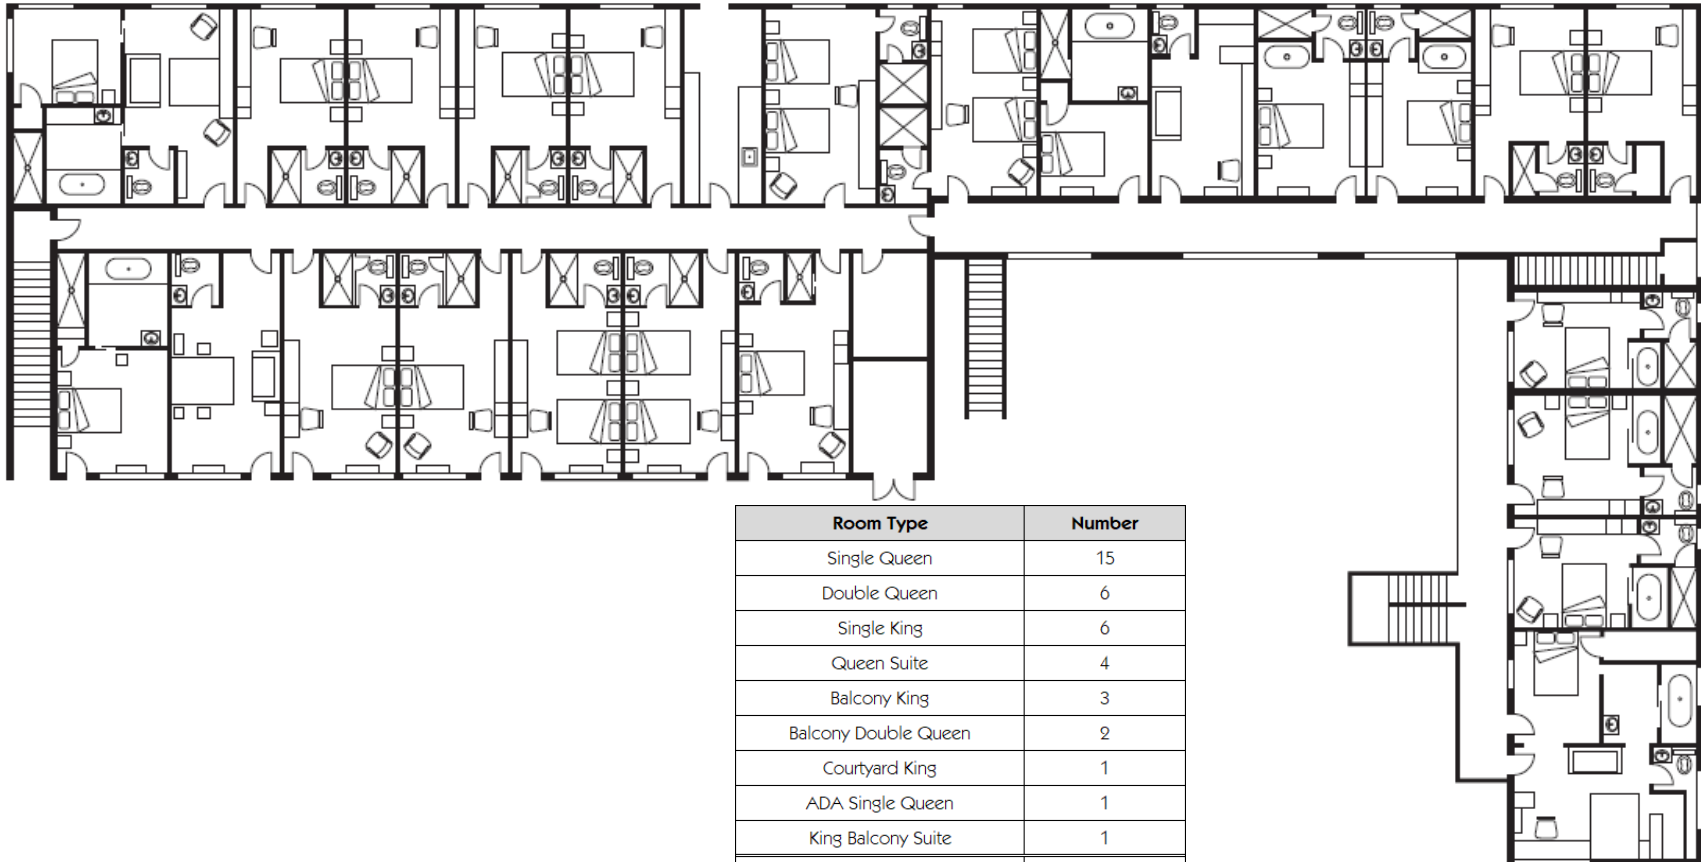 Room Type Number
Single Queen 15
Double Queen 6
Single King 6
Queen Suite 4
Balcony King 3
Balcony Double Queen 2
Courtyard King 1
ADA Single Queen 1
King Balcony Suite 1